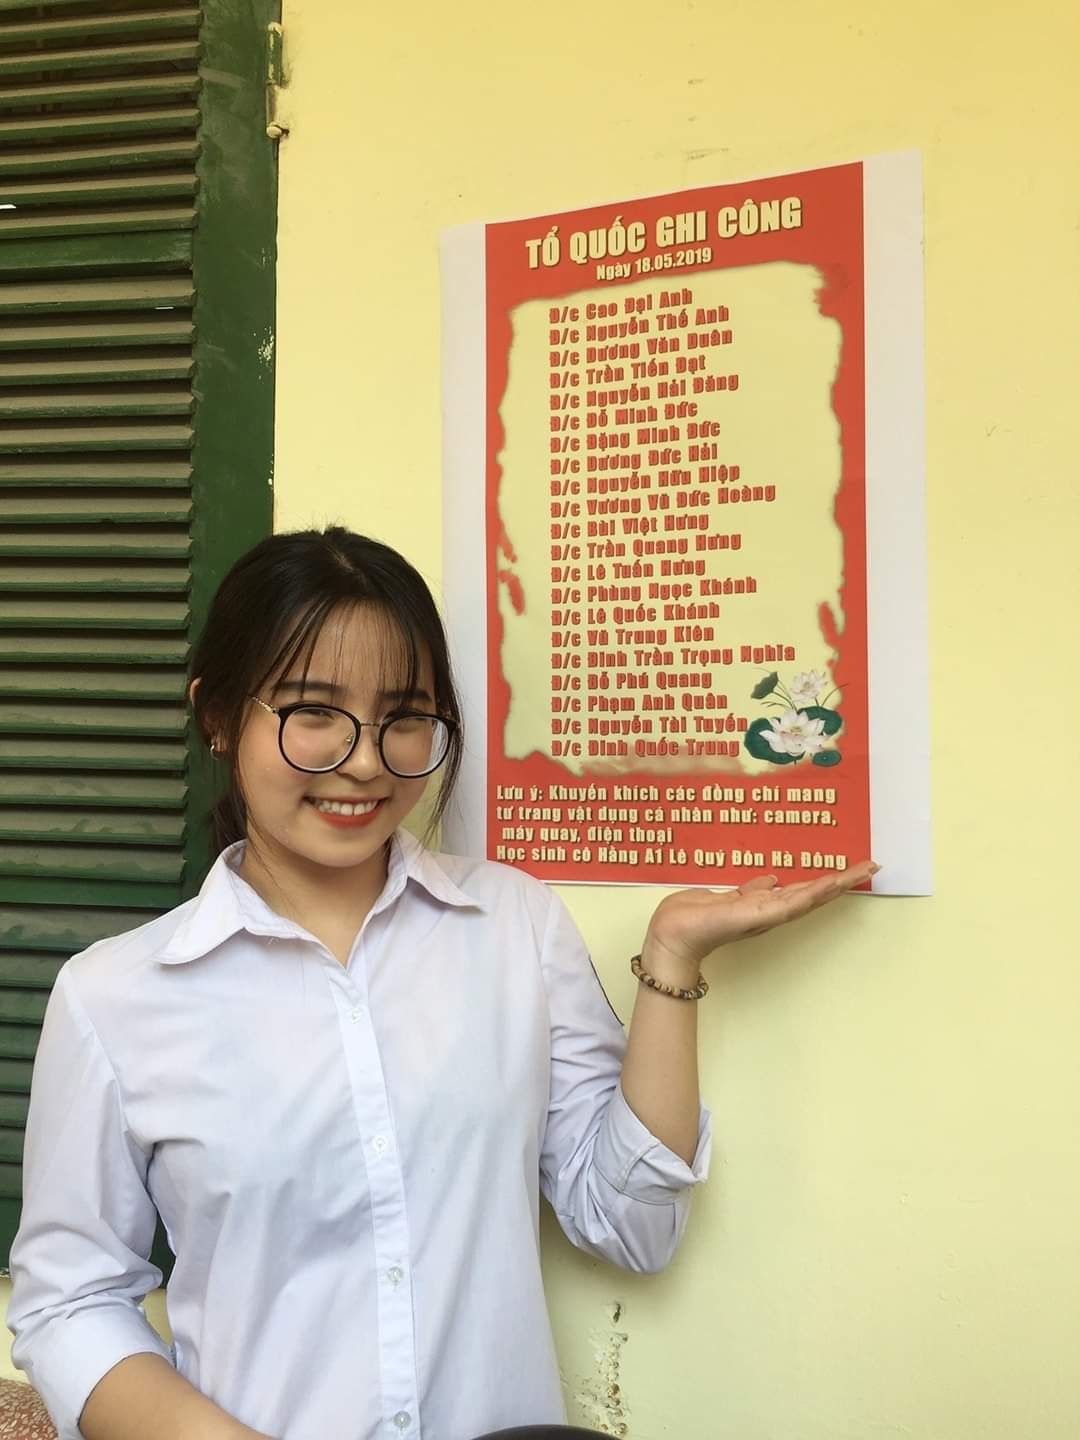 TỔ QUỐC GHI CÔNG
Ngày 18.05.2019
Đ/c Cao Đại Anh
Đ/c Nguyễn Thế Anh
Đ/c Dương Văn Duân
Đ/c Trần Tiến Đạt
Đ/c Nguyễn Hải Đăng
Đ/c Đỗ Minh Đức
Đ/c Đặng Minh Đức
Đ/c Dương Đức Hải
Đ/c Nguyễn Hữu Hiệp
Đ/c Vương Vũ Đức Hoàng
Đ/c Bùi Việt Hưng
Đ/c Trần Quang Hưng
Đ/c Lê Tuấn Hưng
Đ/c Phùng Ngọc Khánh
Đ/c Lê Quốc Khánh
Đ/c Vũ Trung Kiên
Đ/c Đinh Trần Trọng Nghĩa
Đ/c Đỗ Phú Quang
Đ/c Phạm Anh Quân
Đ/c Nguyễn Tài Tuyến
Đ/c Đinh Quốc Trung
Lưu ý: Khuyến khích các đồng chí mang
tư trang vật dụng cá nhân như: camera,
máy quay, điện thoại
Học sinh cô Hằng A1 Lê Quý Đôn Hà Đông